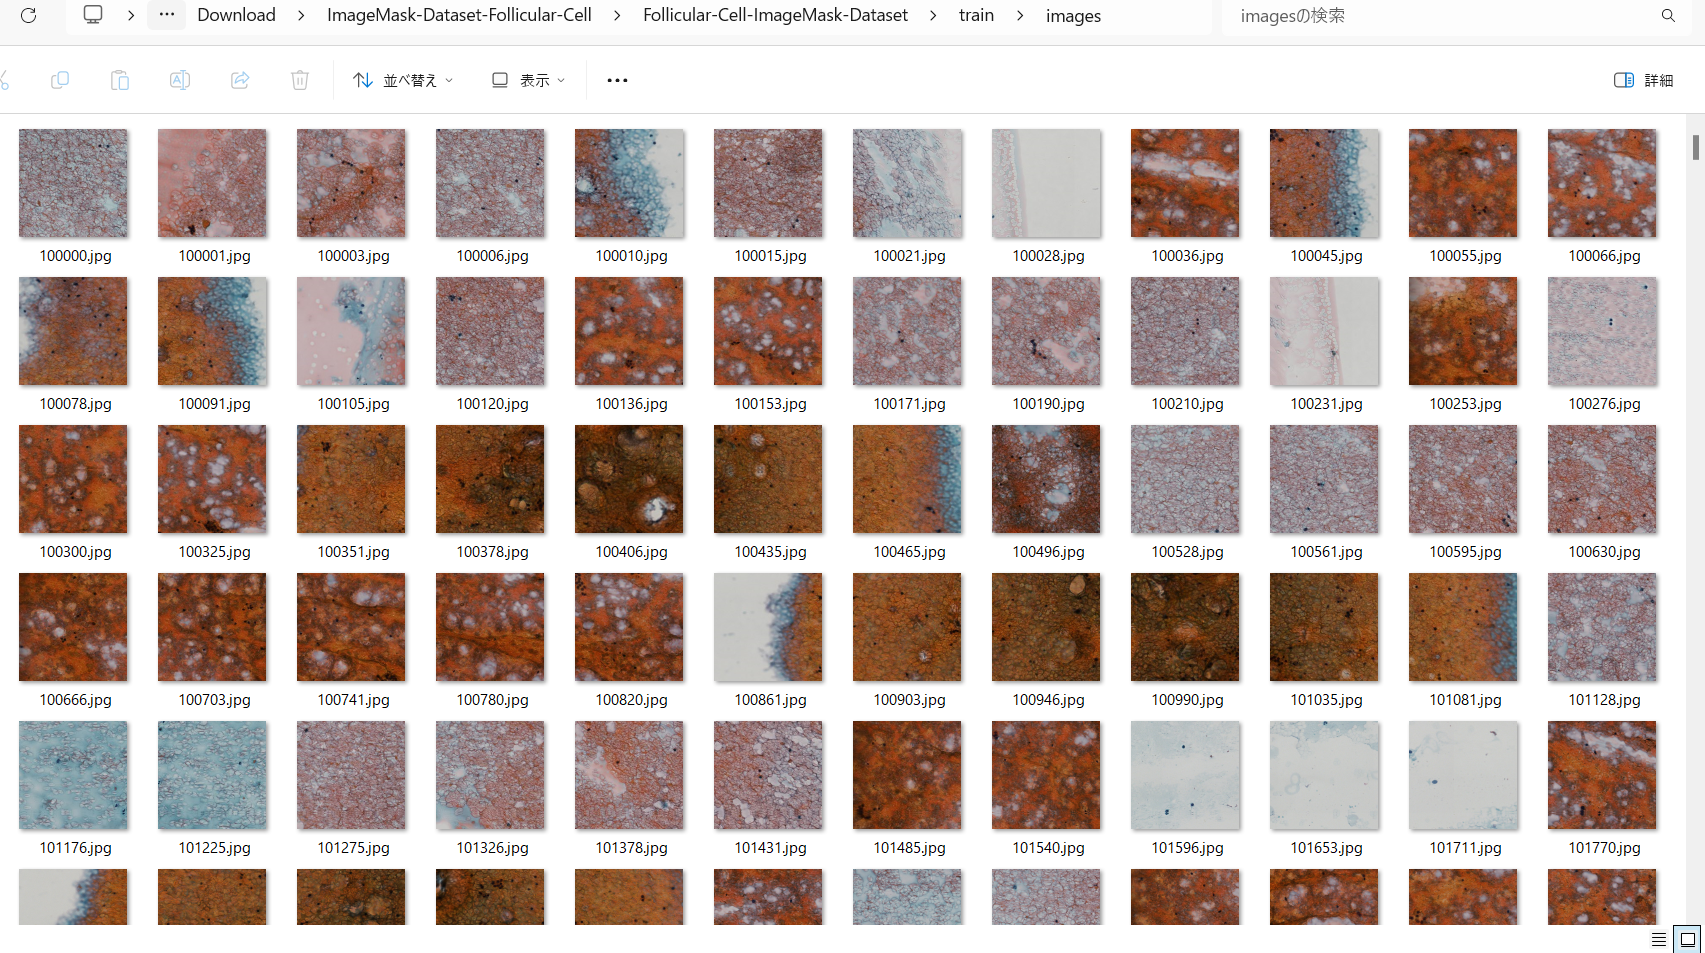 Download > ImageMask-Dataset-Follicular-Cell > Follicular-Cell-ImageMask-Dataset > train > images
imagesの検索
並べ替え 表示 詳細
100000.jpg 100001.jpg 100003.jpg 100006.jpg 100010.jpg 100015.jpg 100021.jpg 100028.jpg 100036.jpg 100045.jpg 100055.jpg 100066.jpg
100078.jpg 100091.jpg 100105.jpg 100120.jpg 100136.jpg 100153.jpg 100171.jpg 100190.jpg 100210.jpg 100231.jpg 100253.jpg 100276.jpg
100300.jpg 100325.jpg 100351.jpg 100378.jpg 100406.jpg 100435.jpg 100465.jpg 100496.jpg 100528.jpg 100561.jpg 100595.jpg 100630.jpg
100666.jpg 100703.jpg 100741.jpg 100780.jpg 100820.jpg 100861.jpg 100903.jpg 100946.jpg 100990.jpg 101035.jpg 101081.jpg 101128.jpg
101176.jpg 101225.jpg 101275.jpg 101326.jpg 101378.jpg 101431.jpg 101485.jpg 101540.jpg 101596.jpg 101653.jpg 101711.jpg 101770.jpg